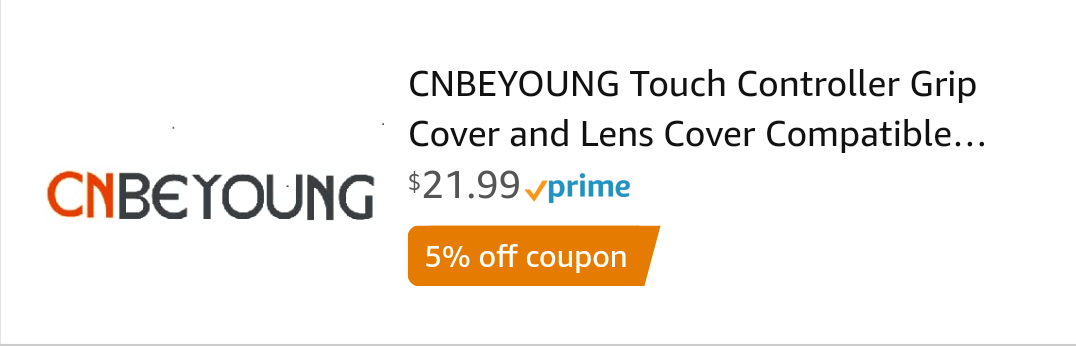 CNBEYOUNG
CNBEYOUNG Touch Controller Grip
Cover and Lens Cover Compatible...
$21.99 prime
5% off coupon